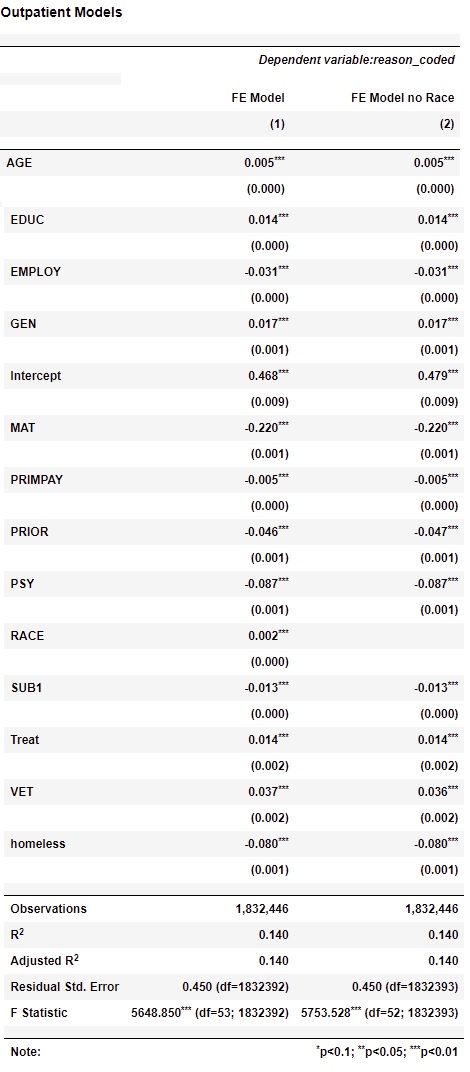 Outpatient Models
Dependent variable:reason_coded
FE Model FE Model no Race
(1) (2)
AGE 0.005*** 0.005***
(0.000) (0.000)
EDUC 0.014*** 0.014***
(0.000) (0.000)
EMPLOY -0.031*** -0.031***
(0.000) (0.000)
GEN 0.017*** 0.017***
(0.001) (0.001)
Intercept 0.468*** 0.479***
(0.009) (0.009)
MAT -0.220*** -0.220***
(0.001) (0.001)
PRIMPAY -0.005*** -0.005***
(0.000) (0.000)
PRIOR -0.046*** -0.047***
(0.001) (0.001)
PSY -0.087*** -0.087***
(0.001) (0.001)
RACE 0.002***
(0.000)
SUB1 -0.013*** -0.013***
(0.000) (0.000)
Treat 0.014*** 0.014***
(0.002) (0.002)
VET 0.037*** 0.036***
(0.002) (0.002)
homeless -0.080*** -0.080***
(0.001) (0.001)
Observations 1,832,446 1,832,446
R² 0.140 0.140
Adjusted R² 0.140 0.140
Residual Std. Error 0.450 (df=1832392) 0.450 (df=1832393)
F Statistic 5648.850*** (df=53; 1832392) 5753.528*** (df=52; 1832393)
Note: *p<0.1; **p<0.05; ***p<0.01